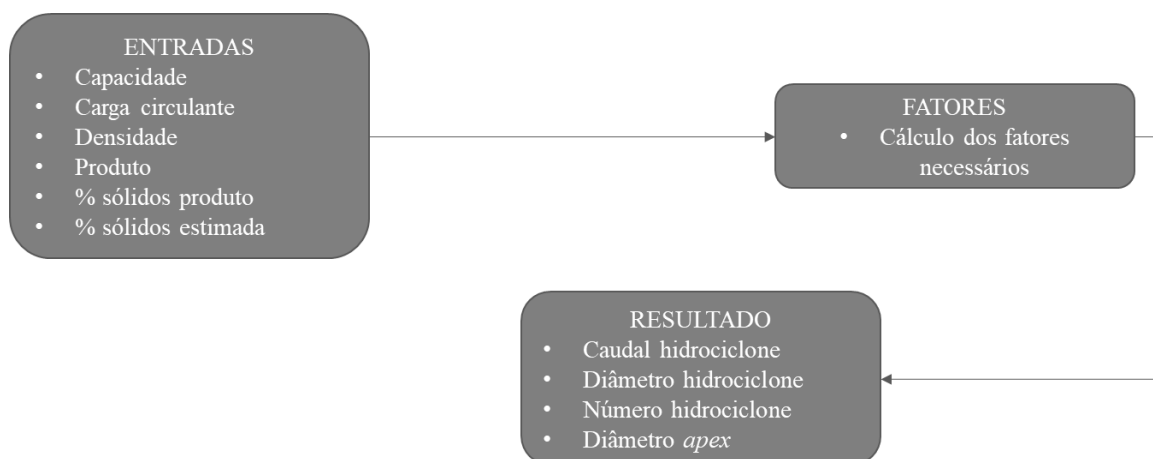 ENTRADAS
• Capacidade
• Carga circulante
• Densidade
• Produto
• % sólidos produto
• % sólidos estimada
FATORES
• Cálculo dos fatores
necessários
RESULTADO
• Caudal hidrociclone
• Diâmetro hidrociclone
• Número hidrociclone
• Diâmetro apex